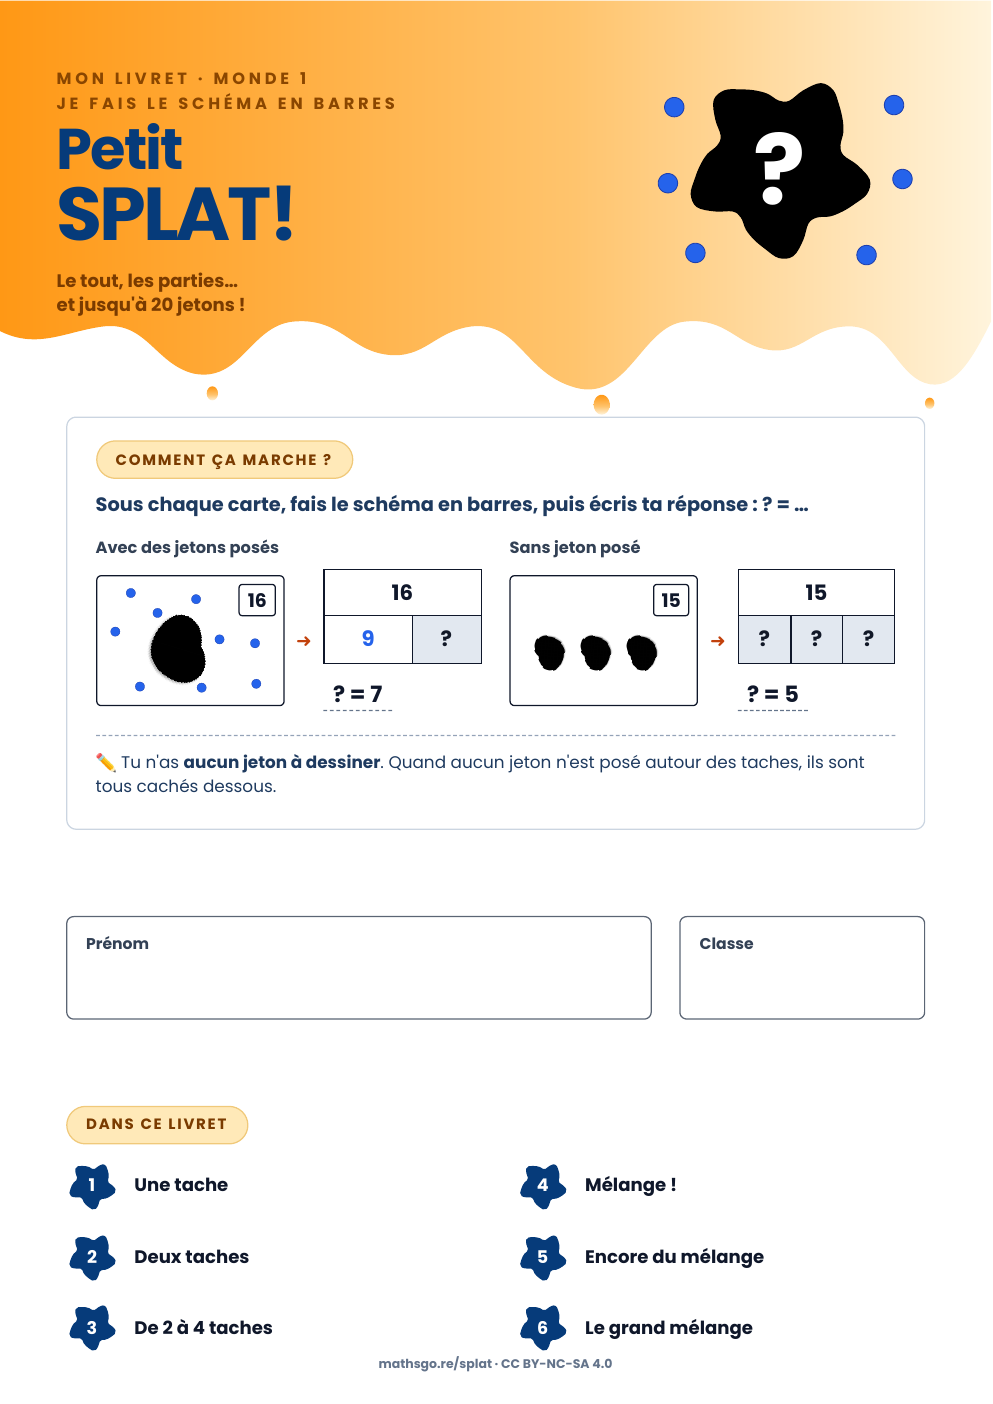 MON LIVRET · MONDE 1
JE FAIS LE SCHÉMA EN BARRES
Petit
SPLAT!
Le tout, les parties...
et jusqu'à 20 jetons !
?
COMMENT ÇA MARCHE ?
Sous chaque carte, fais le schéma en barres, puis écris ta réponse : ? = ...
Avec des jetons posés
16
→
16
9 ?
? = 7
Sans jeton posé
15
→
15
? ? ?
? = 5
✏️ Tu n'as aucun jeton à dessiner. Quand aucun jeton n'est posé autour des taches, ils sont
tous cachés dessous.
Prénom
Classe
DANS CE LIVRET
1 Une tache
2 Deux taches
3 De 2 à 4 taches
4 Mélange !
5 Encore du mélange
6 Le grand mélange
mathsgo.re/splat · CC BY-NC-SA 4.0